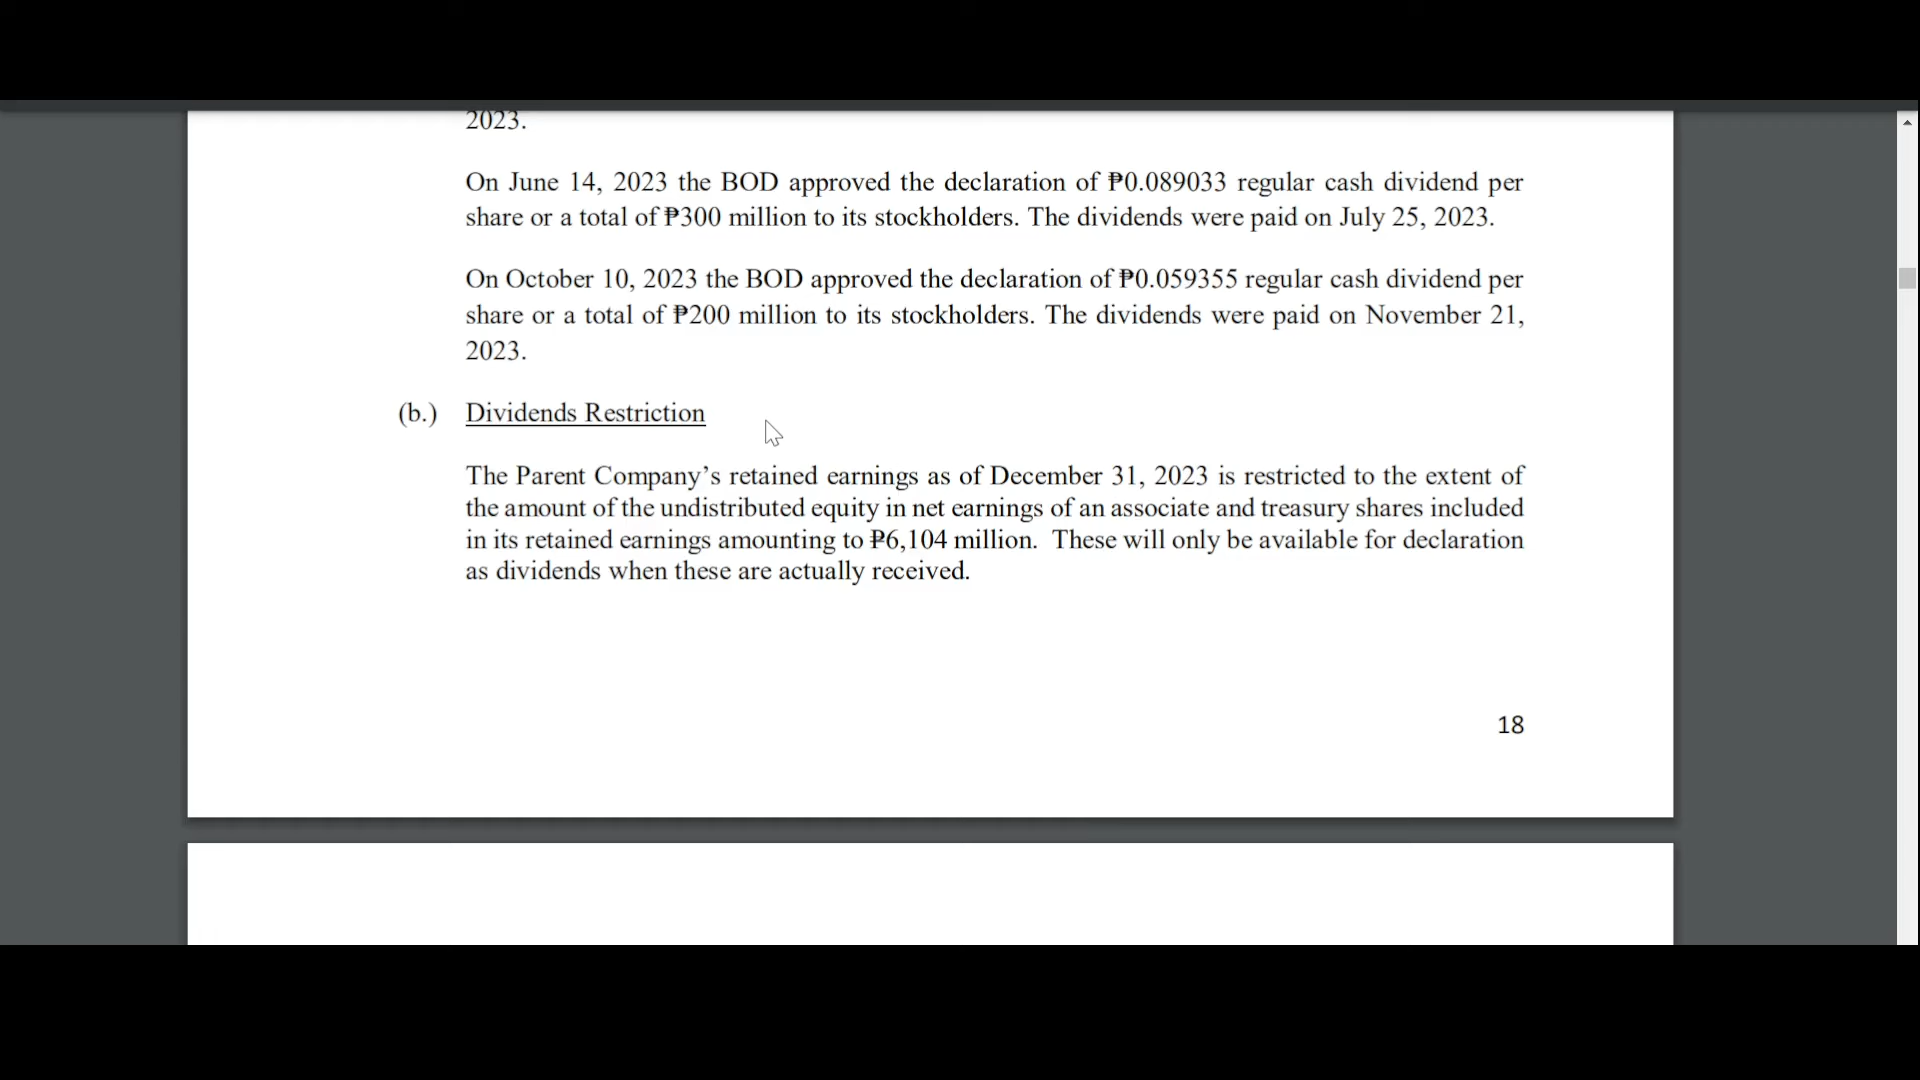 2023.
On June 14, 2023 the BOD approved the declaration of ₱0.089033 regular cash dividend per
share or a total of ₱300 million to its stockholders. The dividends were paid on July 25, 2023.
On October 10, 2023 the BOD approved the declaration of ₱0.059355 regular cash dividend per
share or a total of ₱200 million to its stockholders. The dividends were paid on November 21,
2023.
(b.) Dividends Restriction
The Parent Company’s retained earnings as of December 31, 2023 is restricted to the extent of
the amount of the undistributed equity in net earnings of an associate and treasury shares included
in its retained earnings amounting to ₱6,104 million. These will only be available for declaration
as dividends when these are actually received.
18